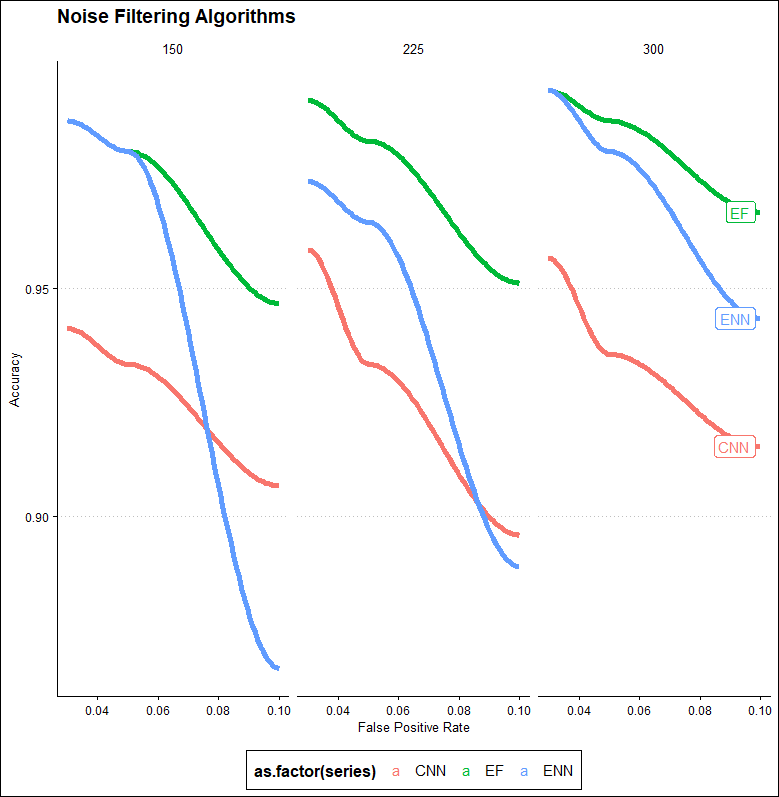 Noise Filtering Algorithms
150 225 300
EF
0.95
ENN
Accuracy
CNN
0.90
0.04 0.06 0.08 0.10 0.04 0.06 0.08 0.10 0.04 0.06 0.08 0.10
False Positive Rate
as.factor(series) a CNN a EF a ENN